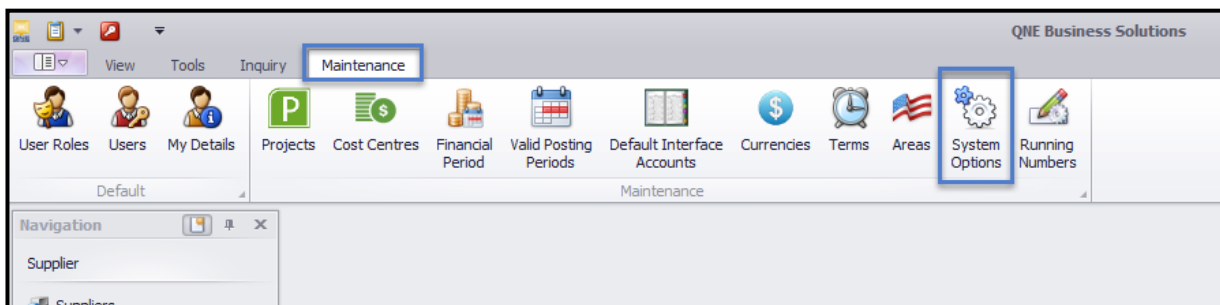 QNE Business Solutions
View Tools Inquiry Maintenance
User Roles Users My Details Projects Cost Centres Financial Period Valid Posting Periods Default Interface Accounts Currencies Terms Areas System Options Running Numbers
Default Maintenance
Navigation
Supplier
Suppliers